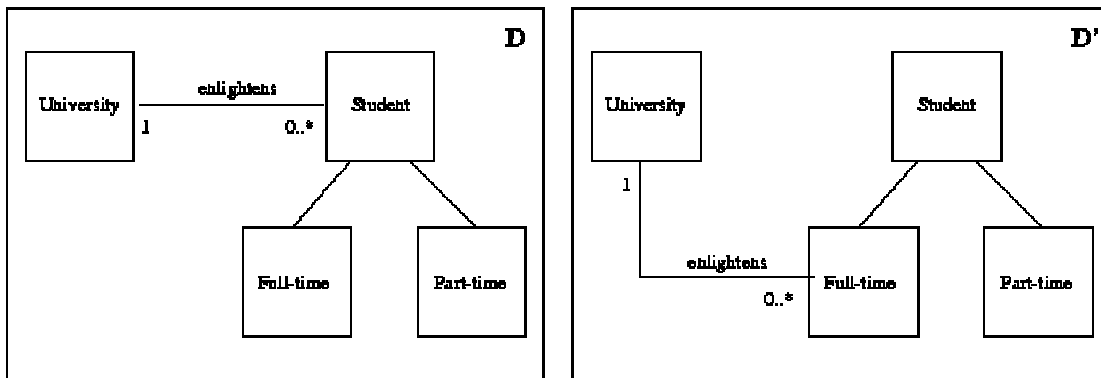 D
enlightens
University
Student
1
0..*
Full-time
Part-time
D'
University
Student
1
enlightens
0..*
Full-time
Part-time